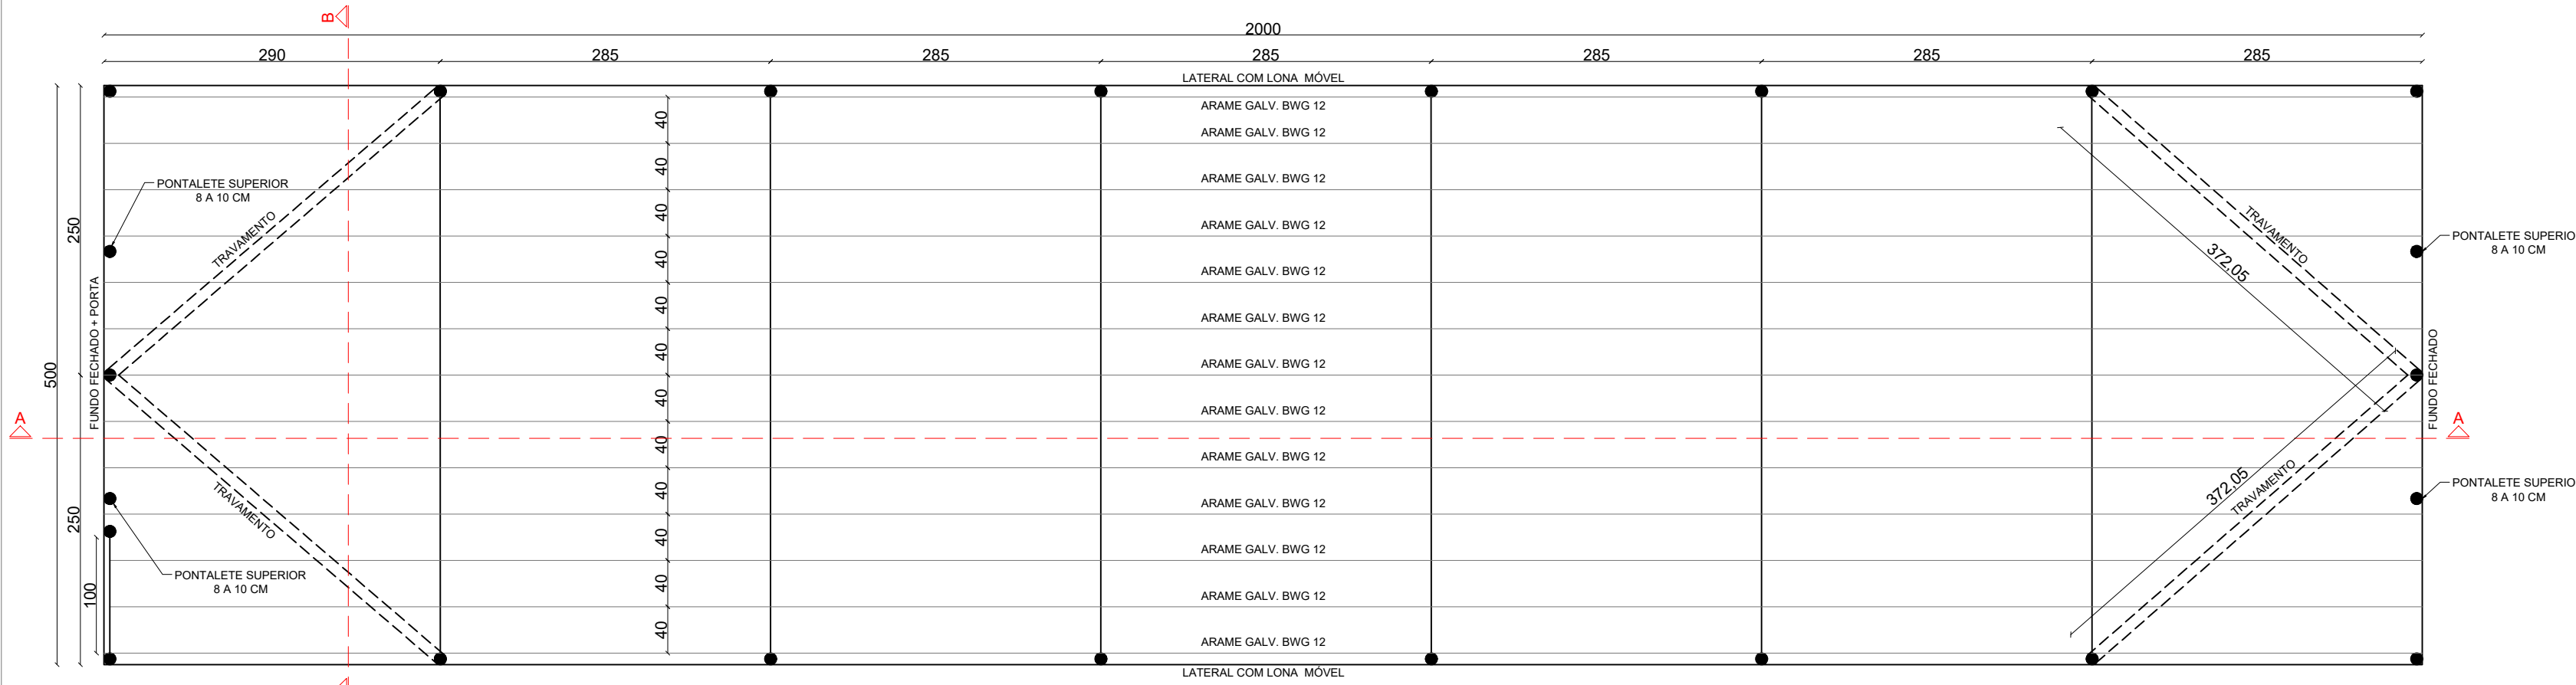 B
2000
290
285
285
285
285
285
285
LATERAL COM LONA MÓVEL
ARAME GALV. BWG 12
ARAME GALV. BWG 12
ARAME GALV. BWG 12
ARAME GALV. BWG 12
ARAME GALV. BWG 12
ARAME GALV. BWG 12
ARAME GALV. BWG 12
ARAME GALV. BWG 12
ARAME GALV. BWG 12
ARAME GALV. BWG 12
ARAME GALV. BWG 12
ARAME GALV. BWG 12
ARAME GALV. BWG 12
LATERAL COM LONA MÓVEL
40
40
40
40
40
40
40
40
40
40
40
40
PONTALETE SUPERIOR
8 A 10 CM
TRAVAMENTO
250
500
FUNDO FECHADO + PORTA
A
250
TRAVAMENTO
100
PONTALETE SUPERIOR
8 A 10 CM
TRAVAMENTO
372,05
PONTALETE SUPERIO
8 A 10 CM
FUNDO FECHADO
A
372,05
TRAVAMENTO
PONTALETE SUPERIO
8 A 10 CM